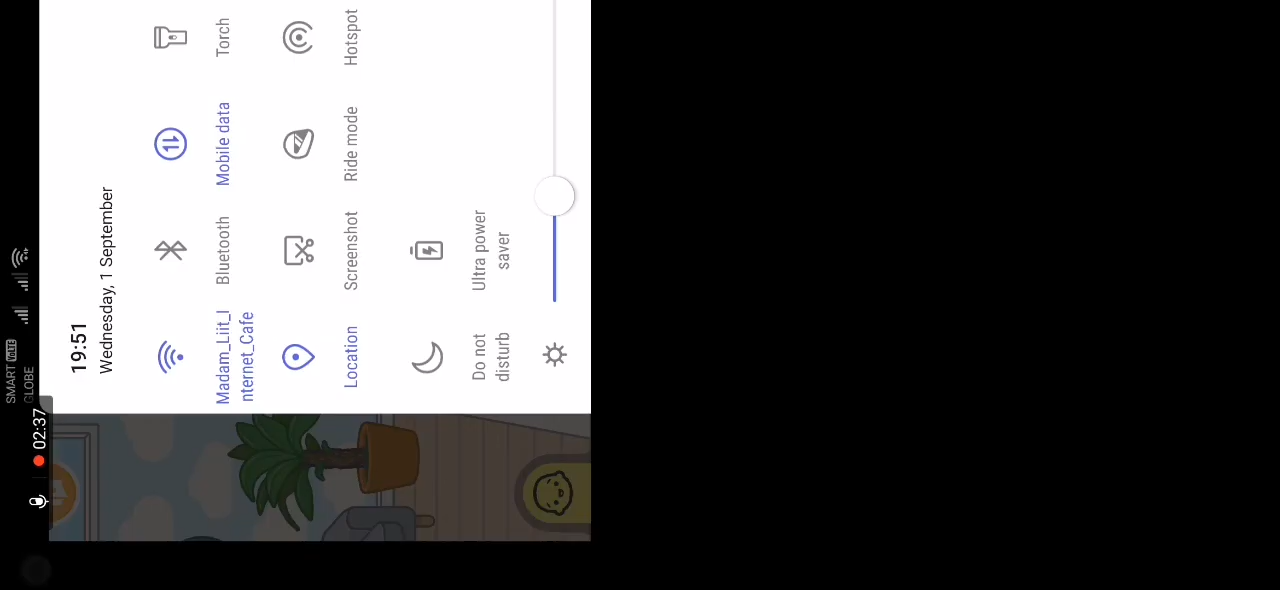 SMART VoLTE
GLOBE
02:37
19:51
Wednesday, 1 September
Madam_Liit_I
nternet_Cafe
Bluetooth
Mobile data
Torch
Location
Screenshot
Ride mode
Hotspot
Do not
disturb
Ultra power
saver